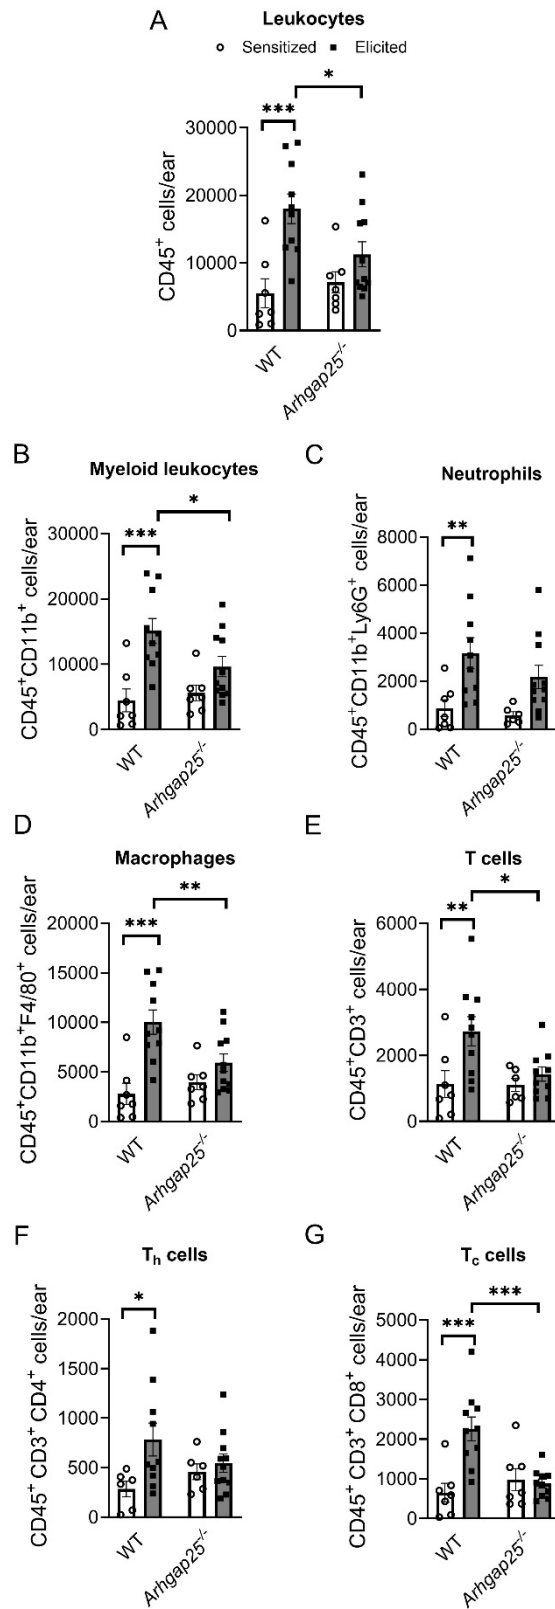 A
Leukocytes
○ Sensitized ■ Elicited
*
***
30000
20000
10000
0
CD45⁺ cells/ear
WT
Arhgap25⁻/⁻
B
Myeloid leukocytes
*
***
30000
20000
10000
0
CD45⁺CD11b⁺ cells/ear
WT
Arhgap25⁻/⁻
C
Neutrophils
**
8000
6000
4000
2000
0
CD45⁺CD11b⁺Ly6G⁺ cells/ear
WT
Arhgap25⁻/⁻
D
Macrophages
**
***
20000
15000
10000
5000
0
CD45⁺CD11b⁺F4/80⁺ cells/ear
WT
Arhgap25⁻/⁻
E
T cells
*
**
6000
4000
2000
0
CD45⁺CD3⁺ cells/ear
WT
Arhgap25⁻/⁻
F
Tₕ cells
*
2000
1500
1000
500
0
CD45⁺ CD3⁺ CD4⁺ cells/ear
WT
Arhgap25⁻/⁻
G
T꜀ cells
***
***
5000
4000
3000
2000
1000
0
CD45⁺ CD3⁺ CD8⁺ cells/ear
WT
Arhgap25⁻/⁻